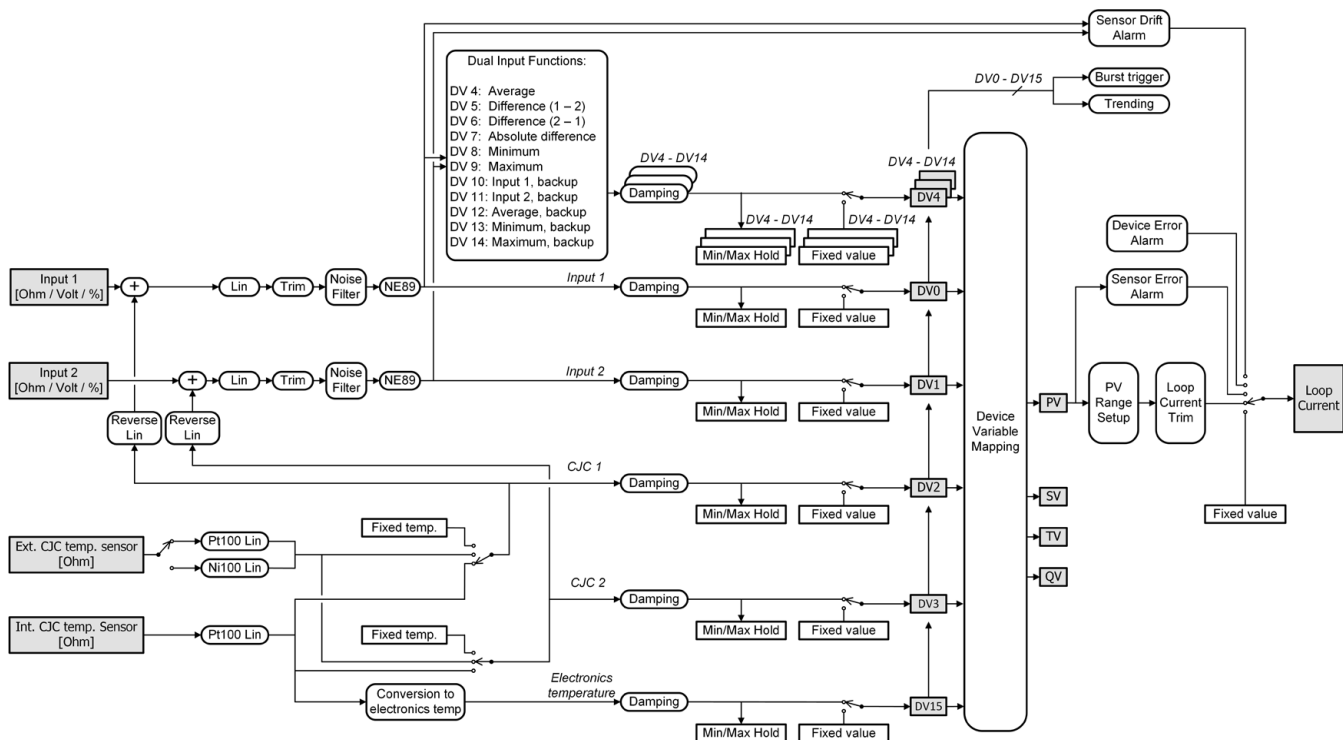 Sensor Drift
Alarm
Dual Input Functions:
DV 4: Average
DV 5: Difference (1 – 2)
DV 6: Difference (2 – 1)
DV 7: Absolute difference
DV 8: Minimum
DV 9: Maximum
DV 10: Input 1, backup
DV 11: Input 2, backup
DV 12: Average, backup
DV 13: Minimum, backup
DV 14: Maximum, backup
DV0 - DV15
Burst trigger
Trending
DV4 - DV14
Damping
DV4 - DV14
Min/Max Hold
DV4 - DV14
Fixed value
DV4 - DV14
DV4
Device Error
Alarm
Sensor Error
Alarm
Input 1
[Ohm / Volt / %]
+
Lin
Trim
Noise
Filter
NE89
Input 1
Damping
Min/Max Hold
Fixed value
DV0
Input 2
[Ohm / Volt / %]
+
Lin
Trim
Noise
Filter
NE89
Input 2
Damping
Min/Max Hold
Fixed value
DV1
Device
Variable
Mapping
PV
PV
Range
Setup
Loop
Current
Trim
Loop
Current
Reverse
Lin
Reverse
Lin
CJC 1
Damping
Min/Max Hold
Fixed value
DV2
SV
Fixed value
TV
QV
Ext. CJC temp. sensor
[Ohm]
Pt100 Lin
Ni100 Lin
Fixed temp.
CJC 2
Damping
Min/Max Hold
Fixed value
DV3
Int. CJC temp. Sensor
[Ohm]
Pt100 Lin
Fixed temp.
Conversion to
electronics temp
Electronics
temperature
Damping
Min/Max Hold
Fixed value
DV15